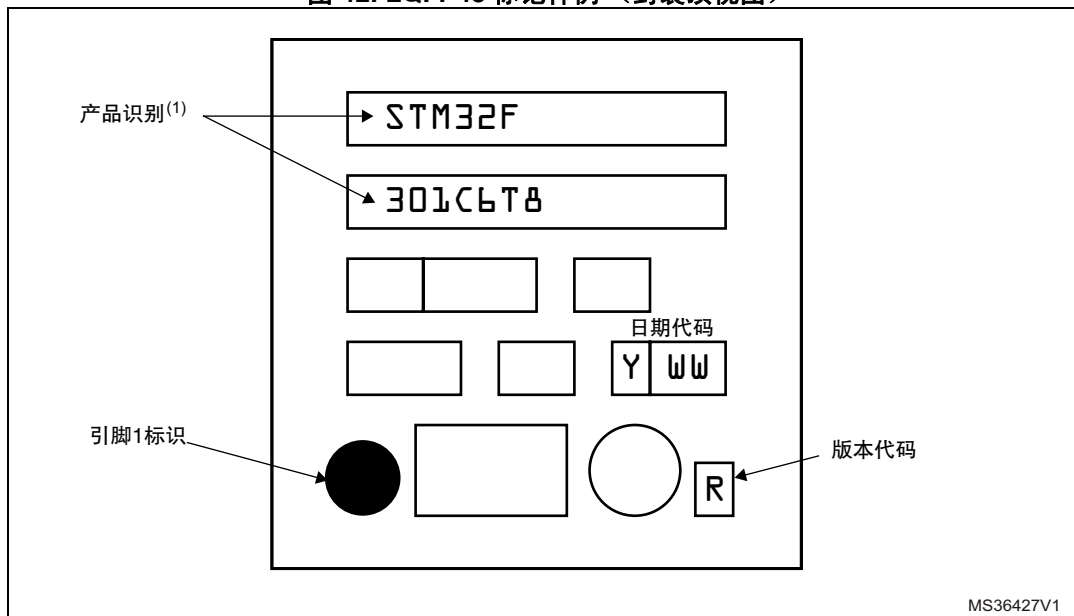 产品识别(1)
STM32F
301C6T8
日期代码
Y WW
引脚1标识
版本代码
R
MS36427V1